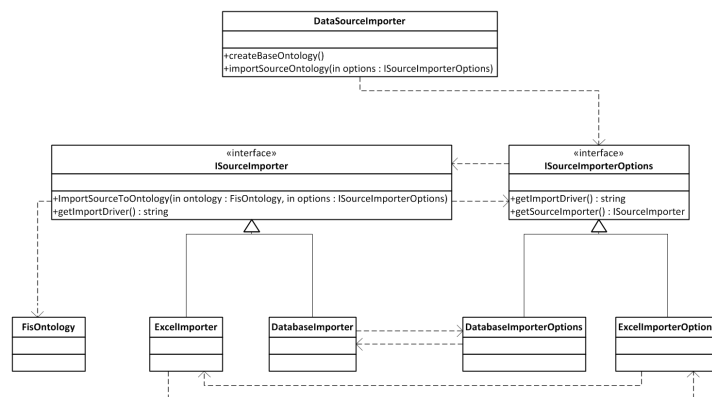 DataSourceImporter
+createBaseOntology()
+importSourceOntology(in options : ISourceImporterOptions)
«interface»
ISourceImporter
+ImportSourceToOntology(in ontology : FisOntology, in options : ISourceImporterOptions)
+getImportDriver() : string
«interface»
ISourceImporterOptions
+getImportDriver() : string
+getSourceImporter() : ISourceImporter
FisOntology
ExcelImporter
DatabaseImporter
DatabaseImporterOptions
ExcelImporterOption